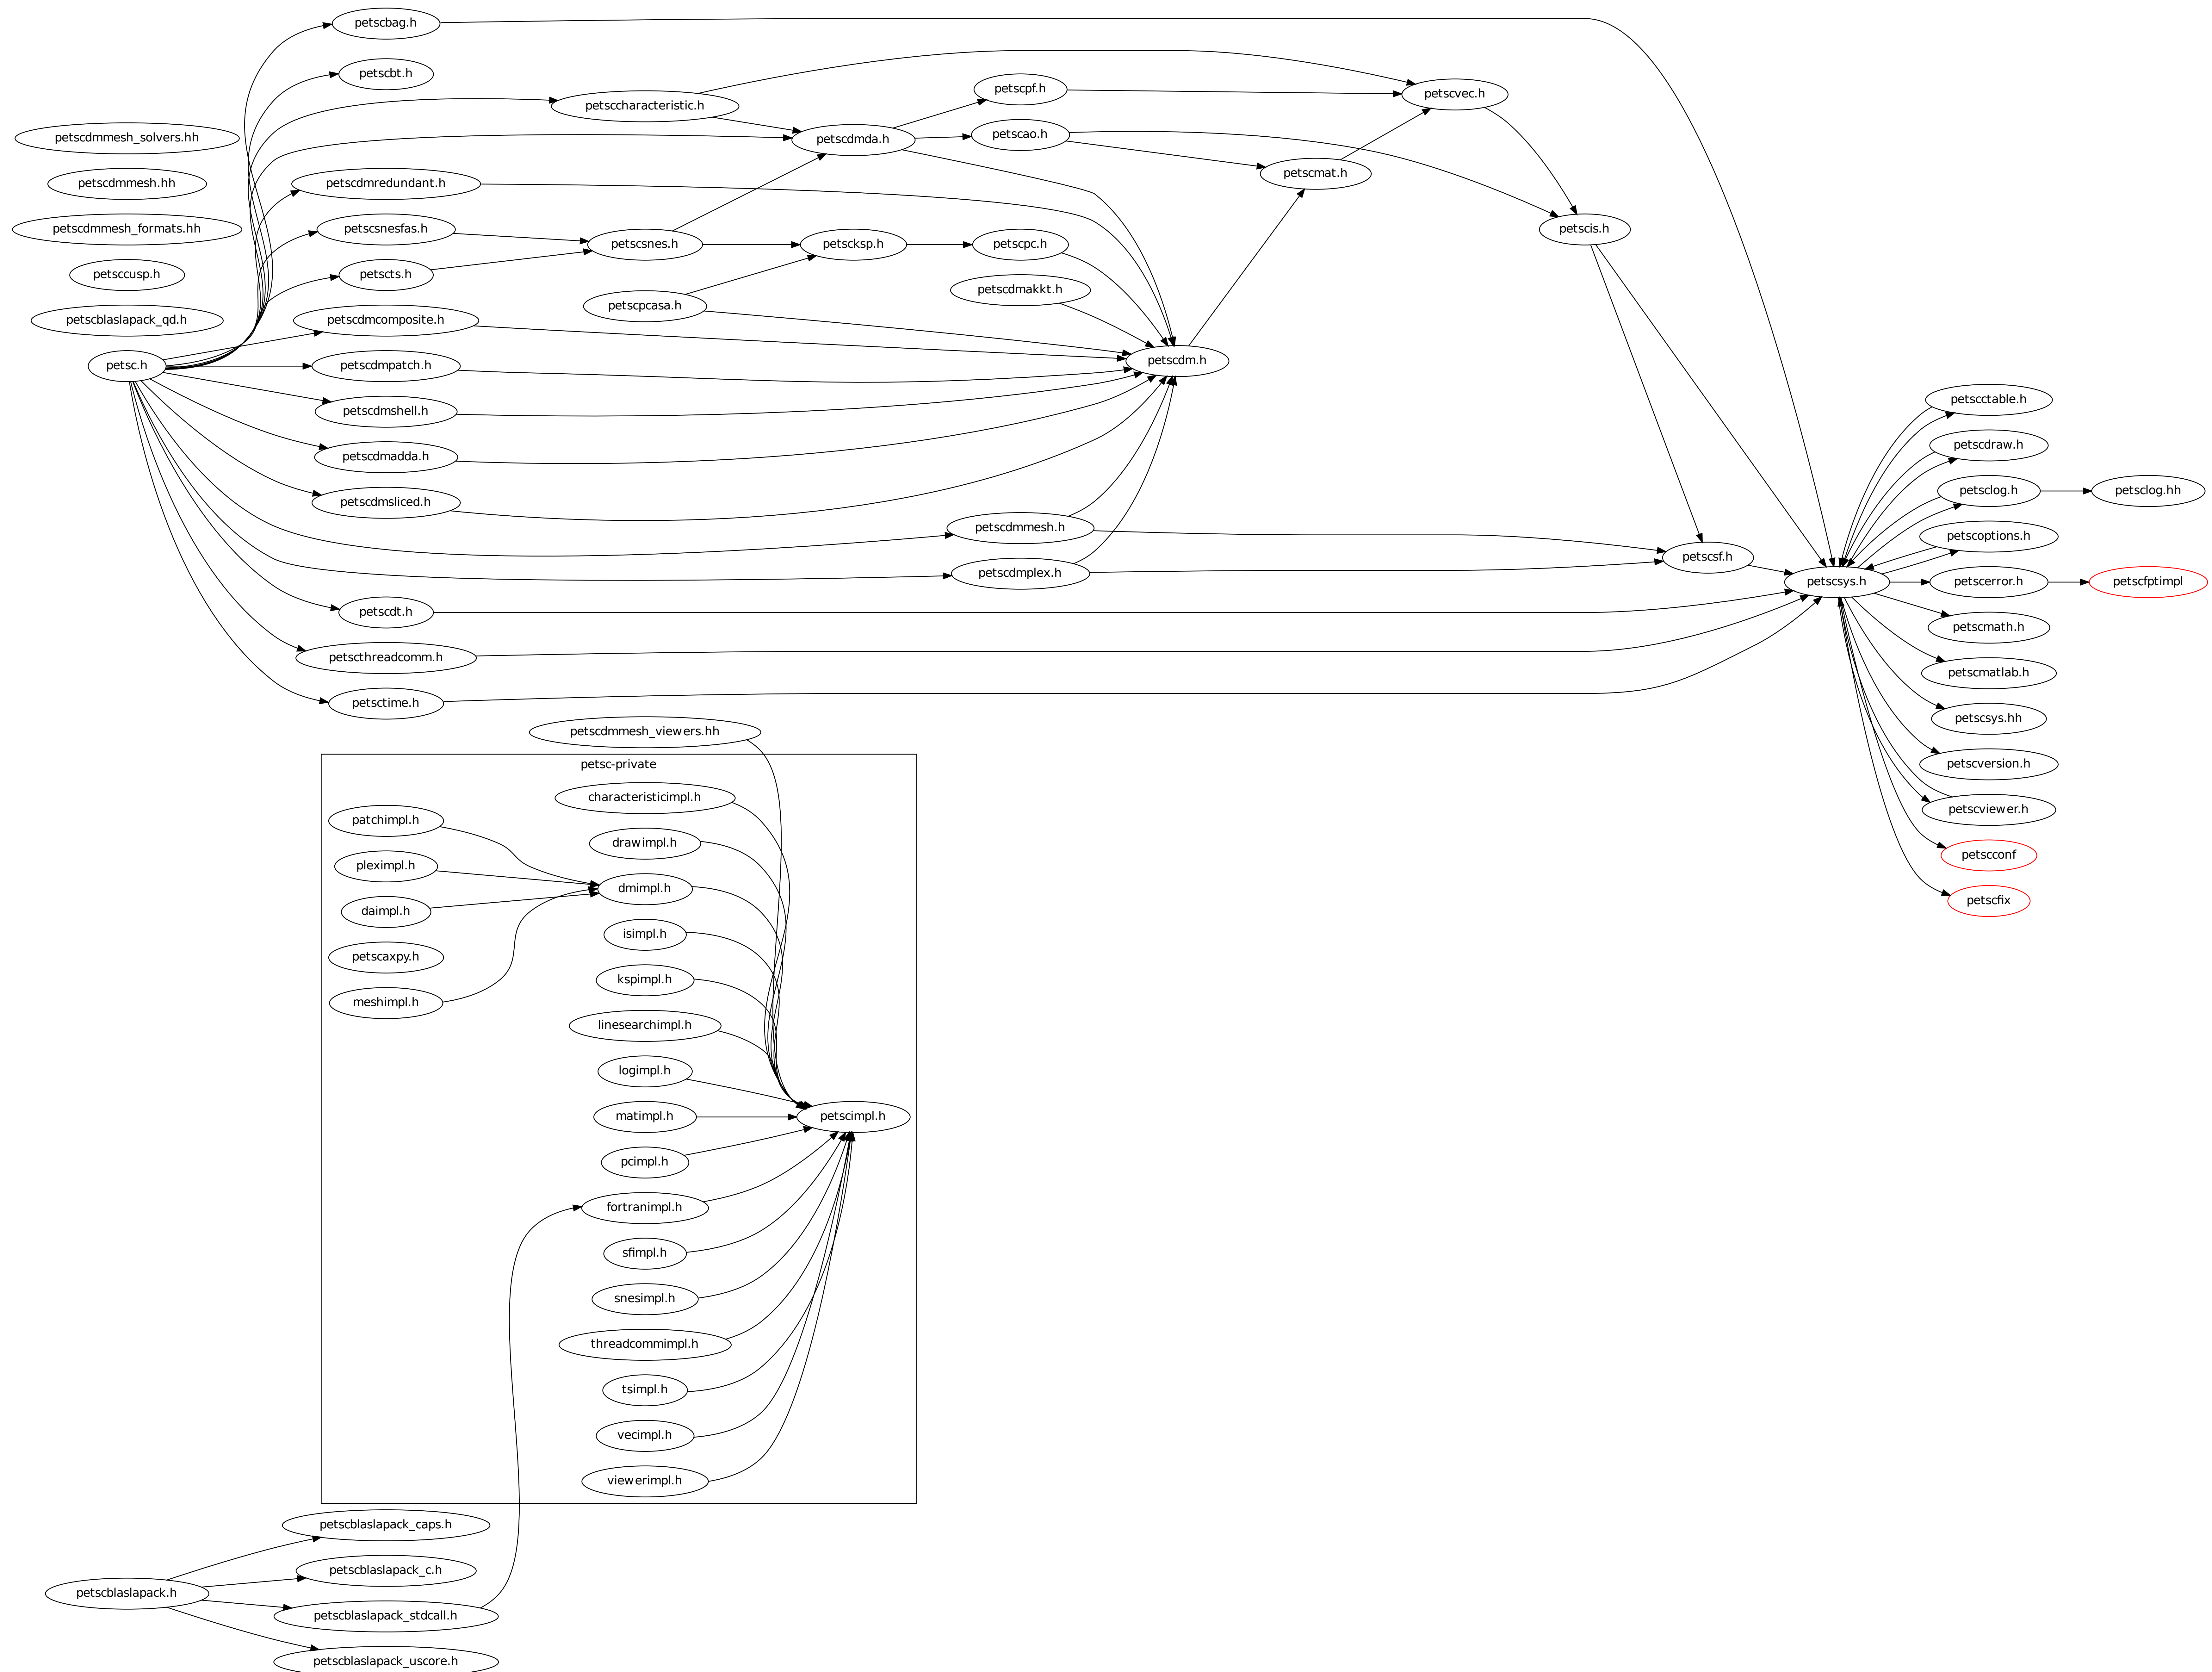 petscbag.h
petscbt.h
petsccharacteristic.h
petscpf.h
petscvec.h
petscdmmesh_solvers.hh
petscdmda.h
petscao.h
petscdmmesh.hh
petscdmredundant.h
petscmat.h
petscdmmesh_formats.hh
petscsnesfas.h
petscsnes.h
petscksp.h
petscpc.h
petscis.h
petsccusp.h
petscts.h
petscpcasa.h
petscdmakkt.h
petscblaslapack_qd.h
petscdmcomposite.h
petsc.h
petscdmpatch.h
petscdm.h
petscdmshell.h
petscctable.h
petscdmadda.h
petscdraw.h
petscdmsliced.h
petsclog.h
petsclog.hh
petscdmmesh.h
petscoptions.h
petscdmplex.h
petscsf.h
petscsys.h
petscerror.h
petscfptimpl
petscdt.h
petscmath.h
petscthreadcomm.h
petscmatlab.h
petsctime.h
petscsys.hh
petscdmmesh_viewers.hh
petscversion.h
petsc-private
characteristicimpl.h
petscviewer.h
patchimpl.h
drawimpl.h
petscconf
pleximpl.h
dmimpl.h
petscfix
daimpl.h
isimpl.h
petscaxpy.h
kspimpl.h
meshimpl.h
linesearchimpl.h
logimpl.h
matimpl.h
petscimpl.h
pcimpl.h
fortranimpl.h
sfimpl.h
snesimpl.h
threadcommimpl.h
tsimpl.h
vecimpl.h
viewerimpl.h
petscblaslapack_caps.h
petscblaslapack_c.h
petscblaslapack.h
petscblaslapack_stdcall.h
petscblaslapack_uscore.h